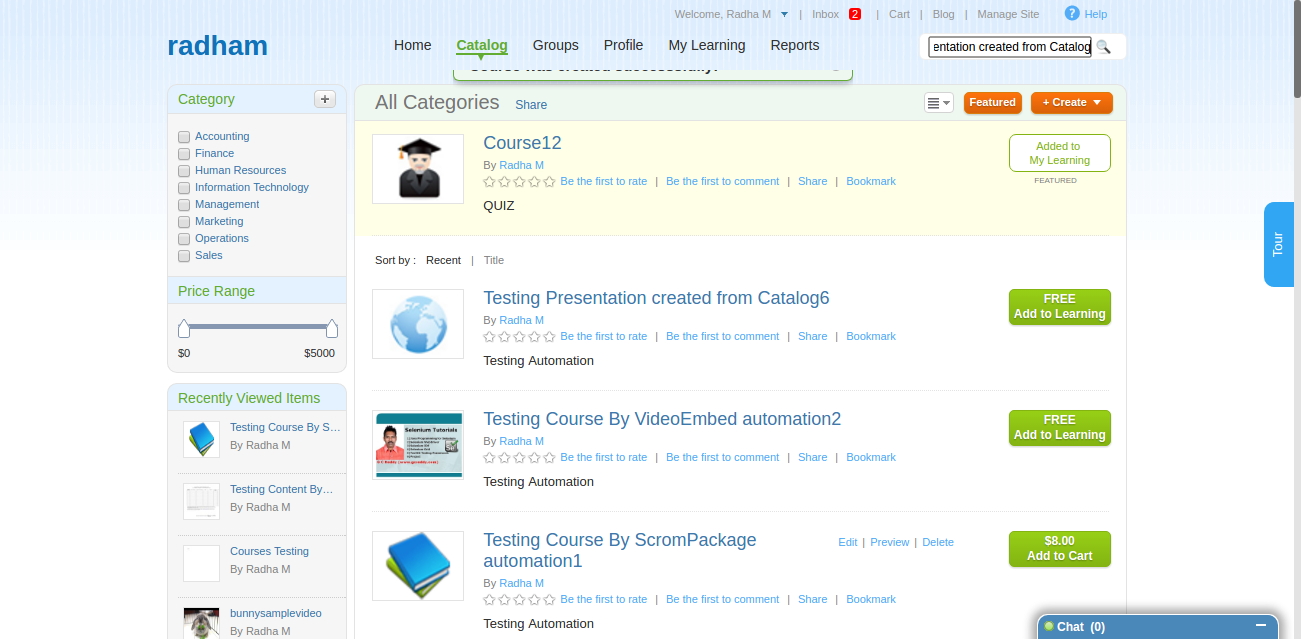 Welcome, Radha M | Inbox 2 | Cart | Blog | Manage Site ? Help
radham
Home Catalog Groups Profile My Learning Reports
entation created from Catalog
Course was created successfully!
Category +
Accounting
Finance
Human Resources
Information Technology
Management
Marketing
Operations
Sales
Price Range
$0 $5000
Recently Viewed Items
Testing Course By S...
By Radha M
Testing Content By...
By Radha M
Courses Testing
By Radha M
bunnysamplevideo
By Radha M
All Categories Share
Featured + Create
Course12
By Radha M
Be the first to rate | Be the first to comment | Share | Bookmark
QUIZ
Added to
My Learning
FEATURED
Sort by : Recent | Title
Testing Presentation created from Catalog6
By Radha M
Be the first to rate | Be the first to comment | Share | Bookmark
Testing Automation
FREE
Add to Learning
Selenium Tutorials
Testing Course By VideoEmbed automation2
By Radha M
Be the first to rate | Be the first to comment | Share | Bookmark
Testing Automation
FREE
Add to Learning
Testing Course By ScromPackage
automation1
Edit | Preview | Delete
By Radha M
Be the first to rate | Be the first to comment | Share | Bookmark
Testing Automation
$8.00
Add to Cart
Tour
Chat (0)